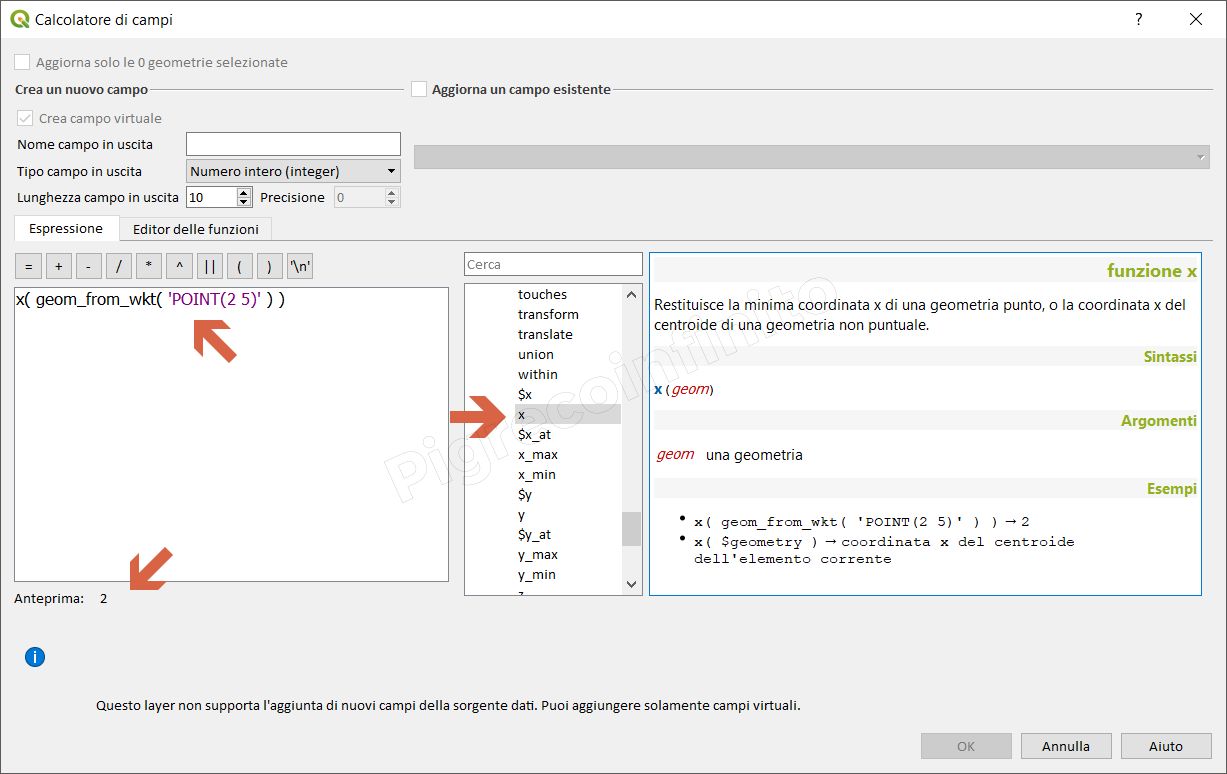 Calcolatore di campi
?
Aggiorna solo le 0 geometrie selezionate
Crea un nuovo campo
Aggiorna un campo esistente
Crea campo virtuale
Nome campo in uscita
Tipo campo in uscita
Numero intero (integer)
Lunghezza campo in uscita
10
Precisione
0
Espressione
Editor delle funzioni
= + - / * ^ || ( ) '\n'
x( geom_from_wkt( 'POINT(2 5)' ) )
Anteprima: 2
Cerca
touches
transform
translate
union
within
$x
x
$x_at
x_max
x_min
$y
y
$y_at
y_max
y_min
funzione x
Restituisce la minima coordinata x di una geometria punto, o la coordinata x del
centroide di una geometria non puntuale.
Sintassi
x(geom)
Argomenti
geom una geometria
Esempi
• x( geom_from_wkt( 'POINT(2 5)' ) ) → 2
• x( $geometry ) → coordinata x del centroide
dell'elemento corrente
Pigrecoinfinito
i
Questo layer non supporta l'aggiunta di nuovi campi della sorgente dati. Puoi aggiungere solamente campi virtuali.
OK
Annulla
Aiuto